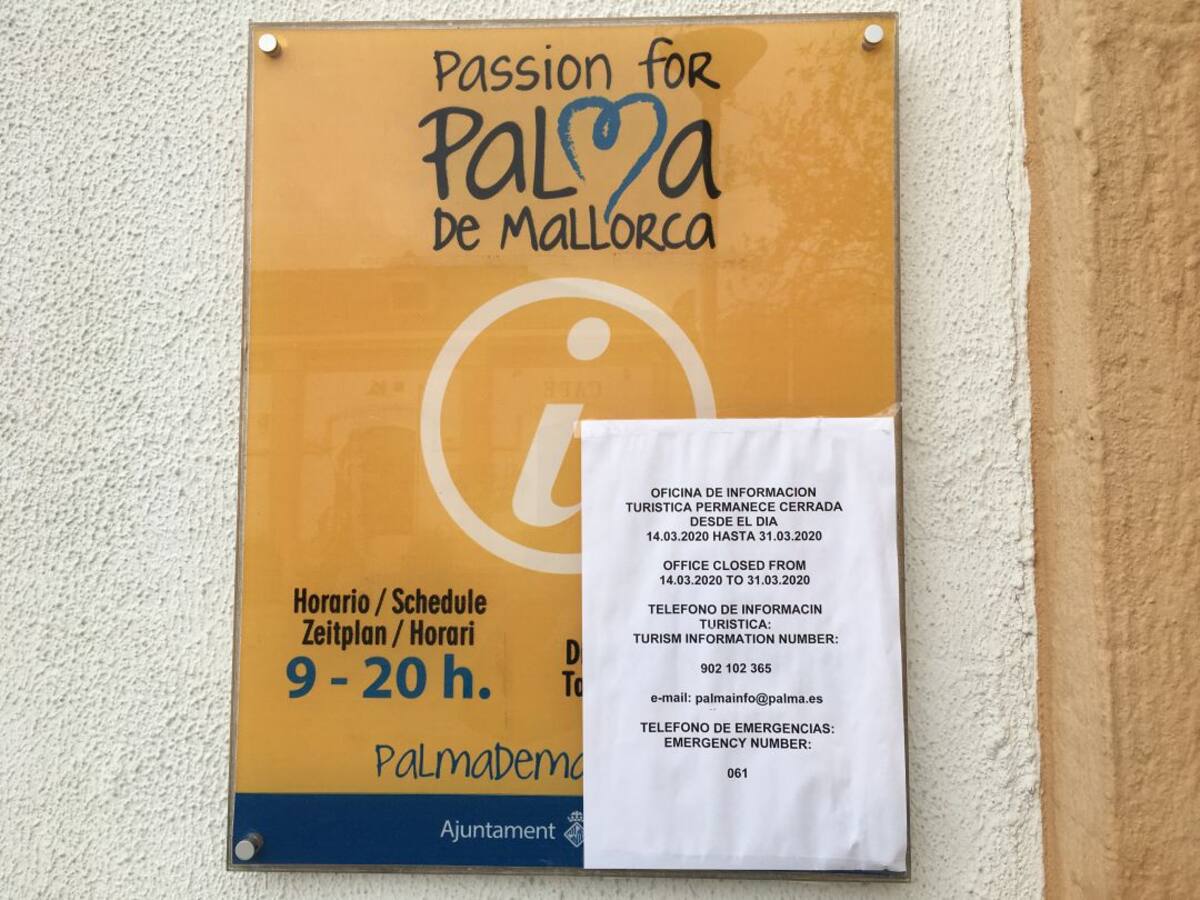 Passion for
Palma
de Mallorca
i
Horario / Schedule
Zeitplan / Horari
9 - 20 h.
Ajuntament
OFICINA DE INFORMACION
TURISTICA PERMANECE CERRADA
DESDE EL DIA
14.03.2020 HASTA 31.03.2020
OFFICE CLOSED FROM
14.03.2020 TO 31.03.2020
TELEFONO DE INFORMACIN
TURISTICA:
TURISM INFORMATION NUMBER:
902 102 365
e-mail: palmainfo@palma.es
TELEFONO DE EMERGENCIAS:
EMERGENCY NUMBER:
061